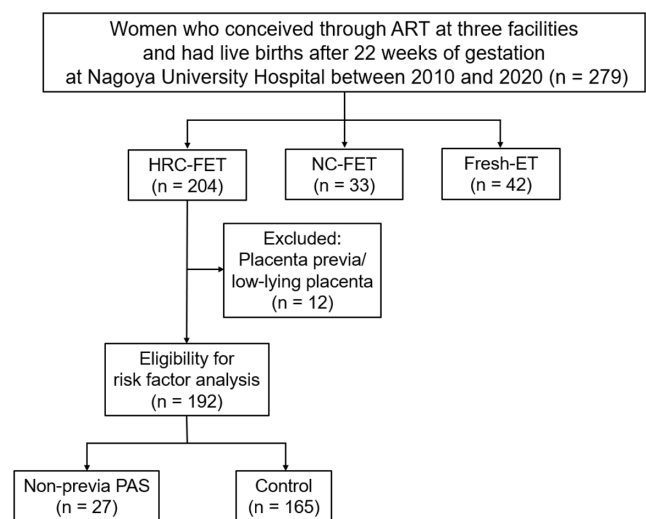 Women who conceived through ART at three facilities
and had live births after 22 weeks of gestation
at Nagoya University Hospital between 2010 and 2020 (n = 279)
HRC-FET
(n = 204)
NC-FET
(n = 33)
Fresh-ET
(n = 42)
Excluded:
Placenta previa/
low-lying placenta
(n = 12)
Eligibility for
risk factor analysis
(n = 192)
Non-previa PAS
(n = 27)
Control
(n = 165)